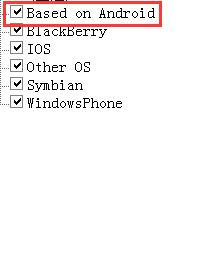 Based on Android
BlackBerry
IOS
Other OS
Symbian
WindowsPhone